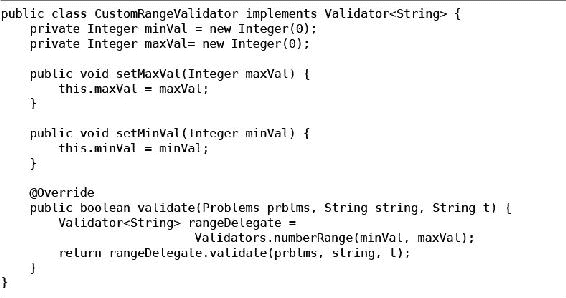 public class CustomRangeValidator implements Validator<String> {
    private Integer minVal = new Integer(0);
    private Integer maxVal= new Integer(0);

    public void setMaxVal(Integer maxVal) {
        this.maxVal = maxVal;
    }

    public void setMinVal(Integer minVal) {
        this.minVal = minVal;
    }

    @Override
    public boolean validate(Problems prblms, String string, String t) {
        Validator<String> rangeDelegate =
                           Validators.numberRange(minVal, maxVal);
        return rangeDelegate.validate(prblms, string, t);
    }
}